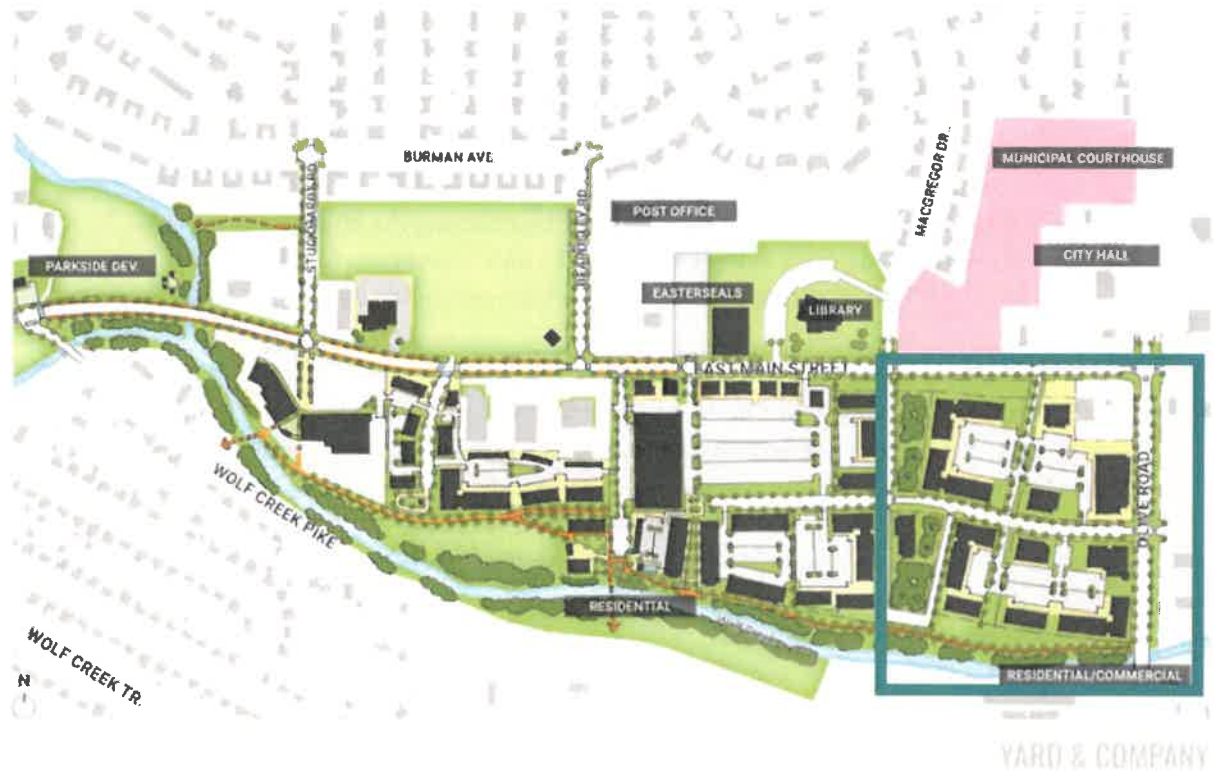 BURMAN AVE
MACGREGOR DR.
MUNICIPAL COURTHOUSE
POST OFFICE
CITY HALL
PARKSIDE DEV.
EASTERSEALS
LIBRARY
EAST MAIN STREET
OLIVE ROAD
WOLF CREEK PIKE
RESIDENTIAL
WOLF CREEK TR.
N
RESIDENTIAL/COMMERCIAL
YARD & COMPANY